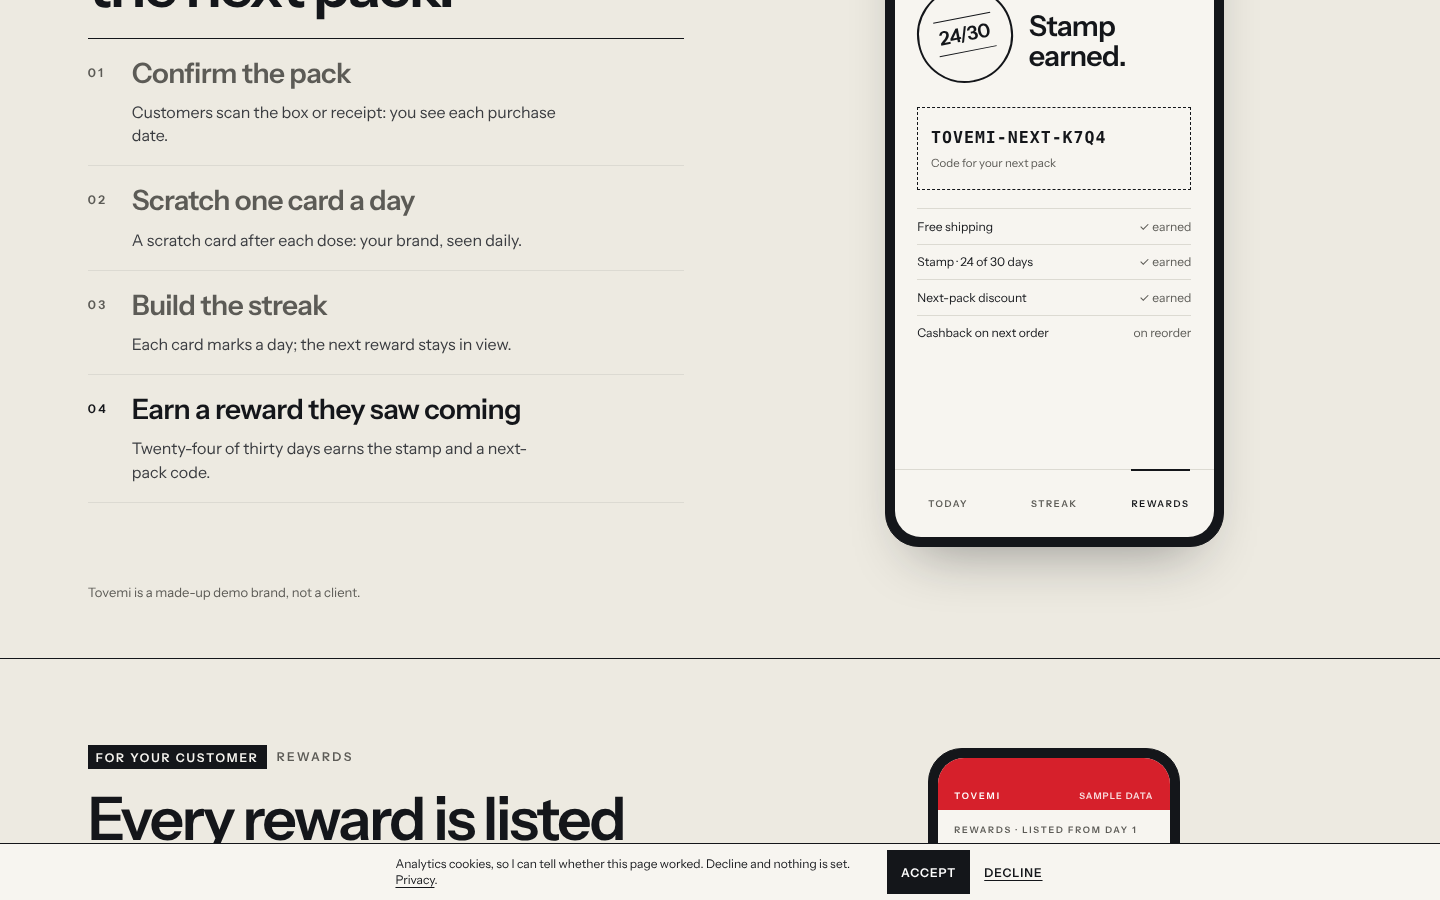 the next pack.
01 Confirm the pack
Customers scan the box or receipt: you see each purchase
date.
02 Scratch one card a day
A scratch card after each dose: your brand, seen daily.
03 Build the streak
Each card marks a day; the next reward stays in view.
04 Earn a reward they saw coming
Twenty-four of thirty days earns the stamp and a next-
pack code.
Tovemi is a made-up demo brand, not a client.
24/30
Stamp
earned.
TOVEMI-NEXT-K7Q4
Code for your next pack
Free shipping ✓ earned
Stamp · 24 of 30 days ✓ earned
Next-pack discount ✓ earned
Cashback on next order on reorder
TODAY STREAK REWARDS
FOR YOUR CUSTOMER REWARDS
Every reward is listed
TOVEMI SAMPLE DATA
REWARDS · LISTED FROM DAY 1
Analytics cookies, so I can tell whether this page worked. Decline and nothing is set.
Privacy.
ACCEPT DECLINE